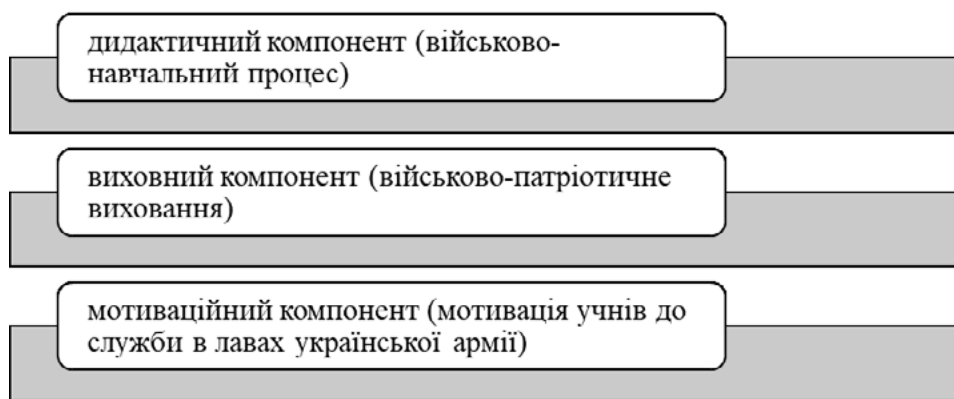 дидактичний компонент (військово-
навчальний процес)
виховний компонент (військово-патріотичне
виховання)
мотиваційний компонент (мотивація учнів до
служби в лавах української армії)